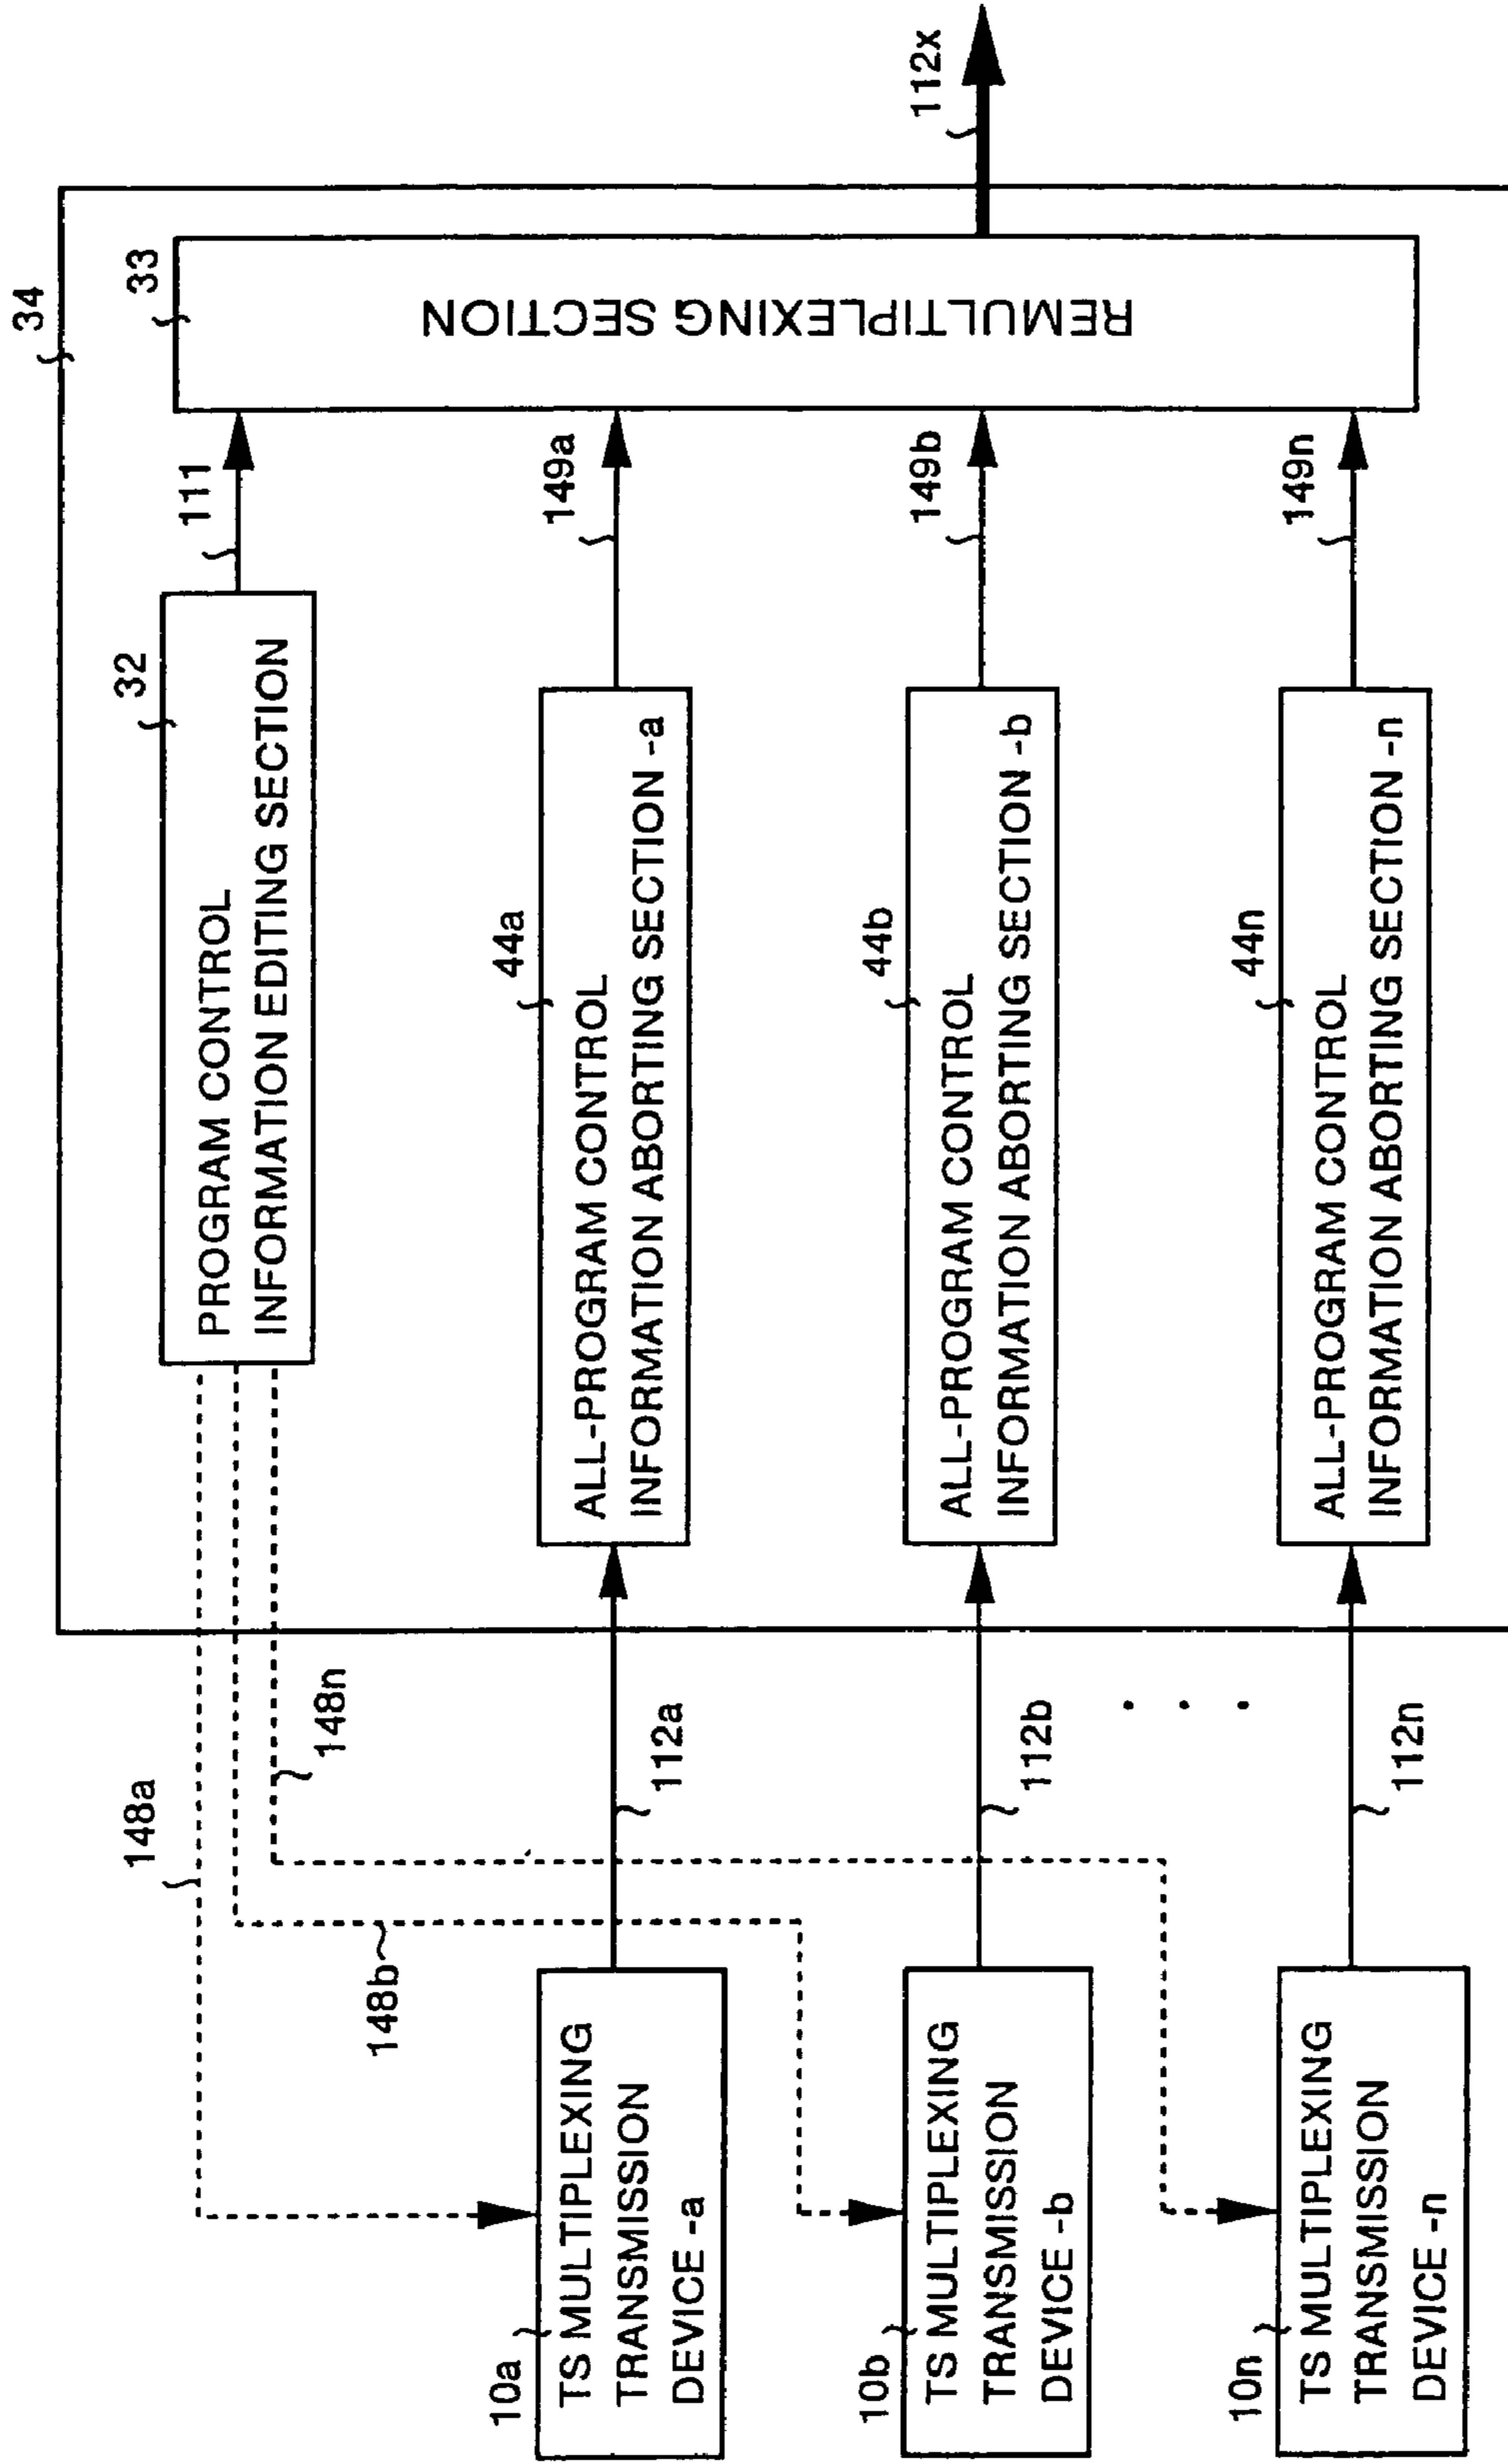 34
33
REMULTIPLEXING SECTION
112x
32
PROGRAM CONTROL
INFORMATION EDITING SECTION
111
148a
148b
148n
10a
TS MULTIPLEXING
TRANSMISSION
DEVICE -a
112a
44a
ALL-PROGRAM CONTROL
INFORMATION ABORTING SECTION -a
149a
10b
TS MULTIPLEXING
TRANSMISSION
DEVICE -b
112b
44b
ALL-PROGRAM CONTROL
INFORMATION ABORTING SECTION -b
149b
. . .
10n
TS MULTIPLEXING
TRANSMISSION
DEVICE -n
112n
44n
ALL-PROGRAM CONTROL
INFORMATION ABORTING SECTION -n
149n